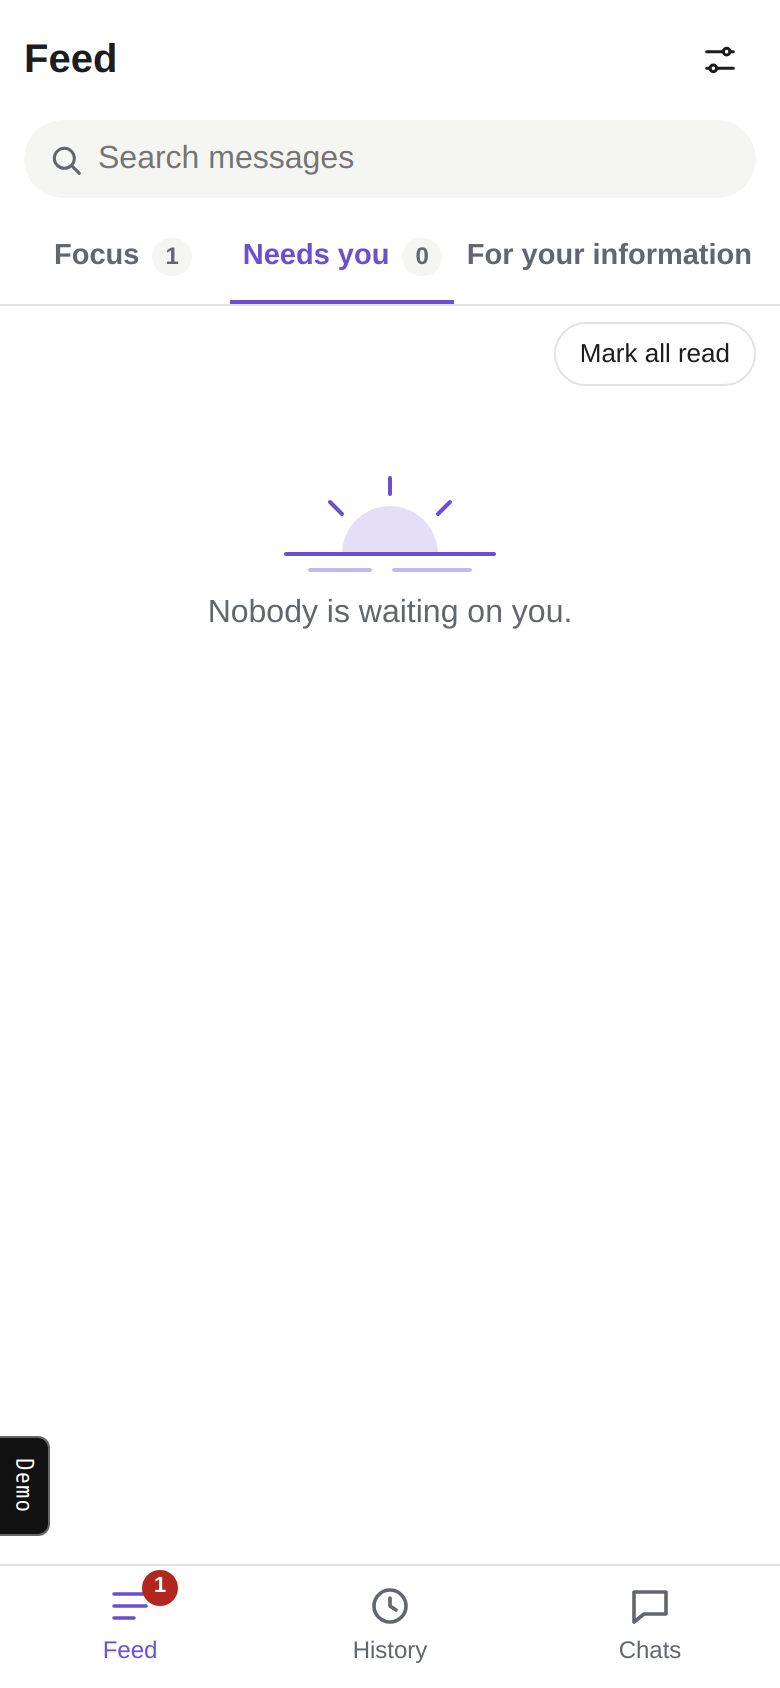 Feed
Search messages
Focus 1
Needs you 0
For your information
Mark all read
Nobody is waiting on you.
Demo
1
Feed
History
Chats